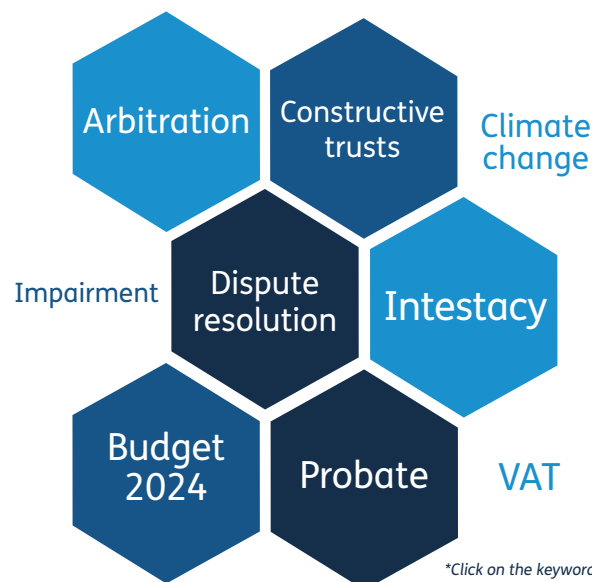 Arbitration
Constructive
trusts
Climate
change
Impairment
Dispute
resolution
Intestacy
Budget
2024
Probate
VAT
*Click on the keyword